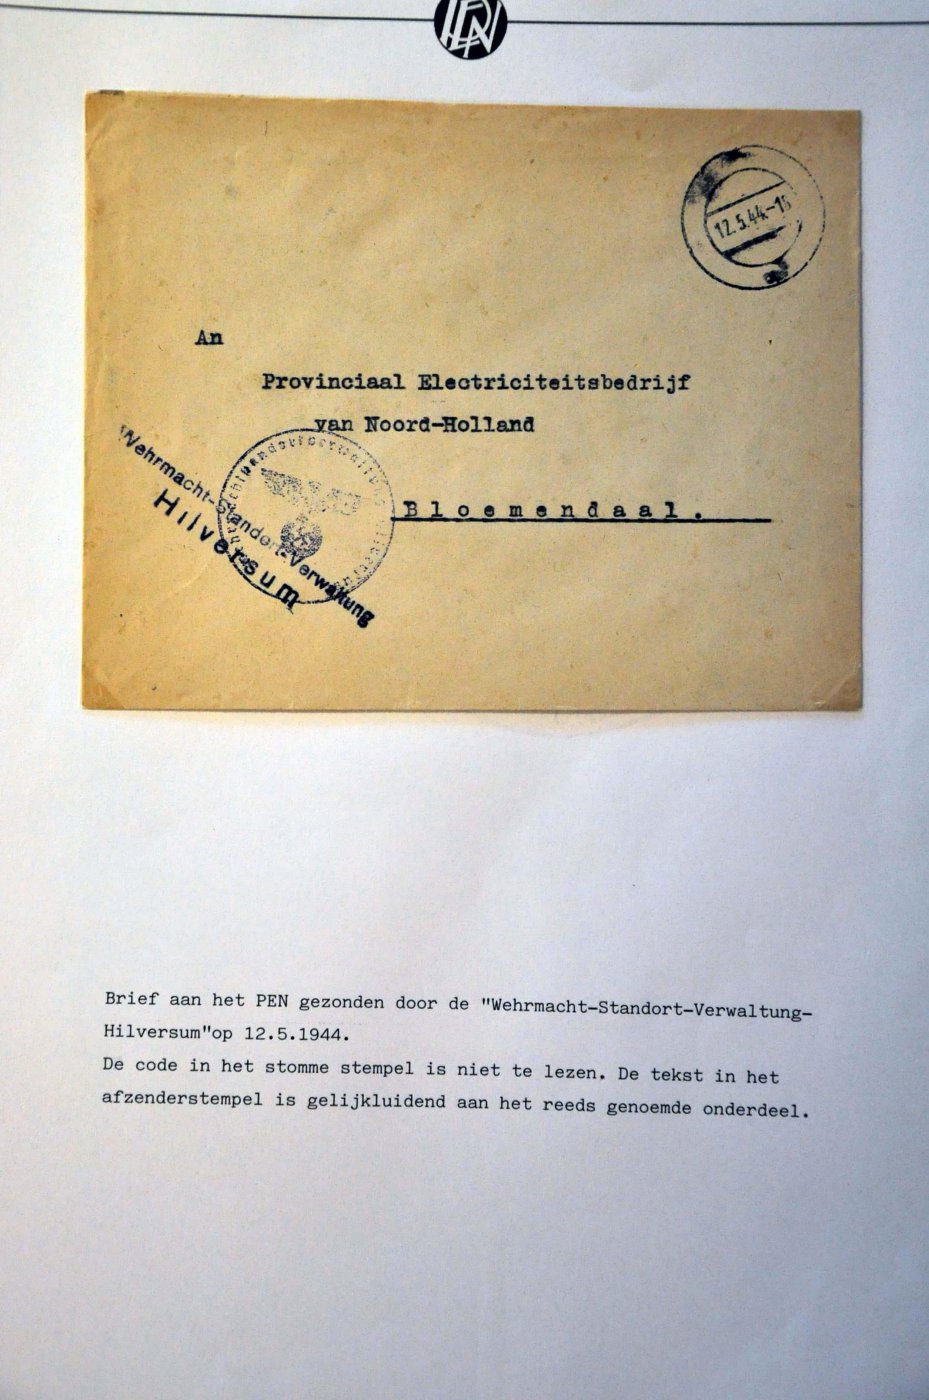 PEN
12.5.44.-18
An
Provinciaal Electriciteitsbedrijf
van Noord-Holland
Bloemendaal.
Wehrmacht-Standort-Verwaltung
Hilversum
Brief aan het PEN gezonden door de "Wehrmacht-Standort-Verwaltung-
Hilversum"op 12.5.1944.
De code in het stomme stempel is niet te lezen. De tekst in het
afzenderstempel is gelijkluidend aan het reeds genoemde onderdeel.